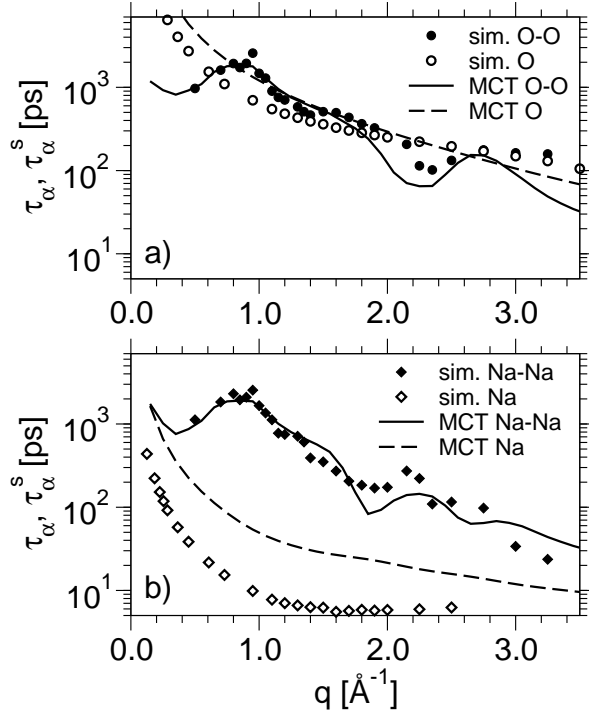 sim. O-O
sim. O
MCT O-O
MCT O
τα, τα^s [ps]
10^3
10^2
10^1
a)
0.0 1.0 2.0 3.0
sim. Na-Na
sim. Na
MCT Na-Na
MCT Na
τα, τα^s [ps]
10^3
10^2
10^1
b)
0.0 1.0 2.0 3.0
q [Å^-1]